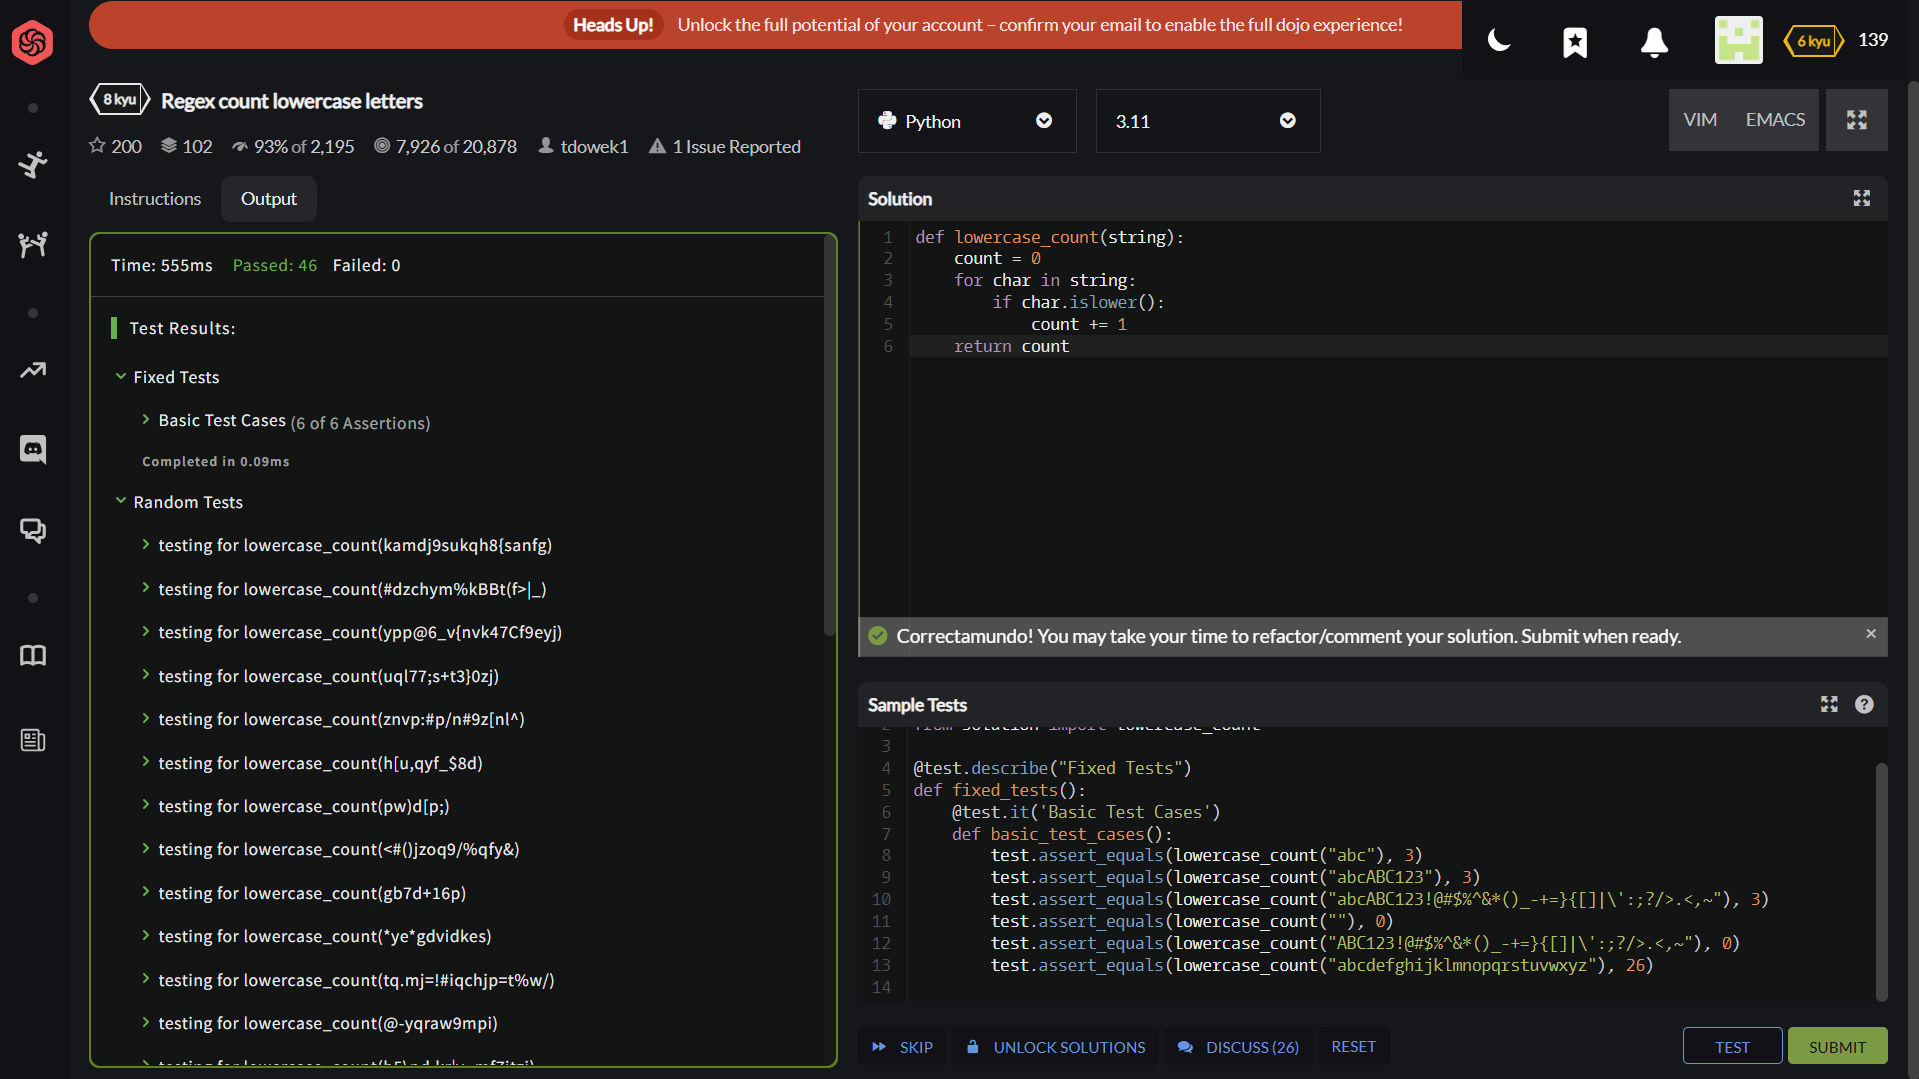 Heads Up! Unlock the full potential of your account – confirm your email to enable the full dojo experience!
6 kyu 139
8 kyu Regex count lowercase letters
200 102 93% of 2,195 7,926 of 20,878 tdowek1 1 Issue Reported
Instructions Output
Time: 555ms Passed: 46 Failed: 0
Test Results:
Fixed Tests
Basic Test Cases (6 of 6 Assertions)
Completed in 0.09ms
Random Tests
testing for lowercase_count(kamdj9sukqh8{sanfg)
testing for lowercase_count(#dzchym%kBBt(f>|_)
testing for lowercase_count(ypp@6_v{nvk47Cf9eyj)
testing for lowercase_count(uql77;s+t3}0zj)
testing for lowercase_count(znvp:#p/n#9z[nl^)
testing for lowercase_count(h[u,qyf_$8d)
testing for lowercase_count(pw)d[p;)
testing for lowercase_count(<#()jzoq9/%qfy&)
testing for lowercase_count(gb7d+16p)
testing for lowercase_count(*ye*gdvidkes)
testing for lowercase_count(tq.mj=!#iqchjp=t%w/)
testing for lowercase_count(@-yqraw9mpi)
Python 3.11 VIM EMACS
Solution
1 def lowercase_count(string):
2 count = 0
3 for char in string:
4 if char.islower():
5 count += 1
6 return count
Correctamundo! You may take your time to refactor/comment your solution. Submit when ready. ×
Sample Tests
2 from solution import lowercase_count
3
4 @test.describe("Fixed Tests")
5 def fixed_tests():
6 @test.it('Basic Test Cases')
7 def basic_test_cases():
8 test.assert_equals(lowercase_count("abc"), 3)
9 test.assert_equals(lowercase_count("abcABC123"), 3)
10 test.assert_equals(lowercase_count("abcABC123!@#$%^&*()_-+=}{[]|\':;?/>.<,~"), 3)
11 test.assert_equals(lowercase_count(""), 0)
12 test.assert_equals(lowercase_count("ABC123!@#$%^&*()_-+=}{[]|\':;?/>.<,~"), 0)
13 test.assert_equals(lowercase_count("abcdefghijklmnopqrstuvwxyz"), 26)
14
SKIP UNLOCK SOLUTIONS DISCUSS (26) RESET TEST SUBMIT